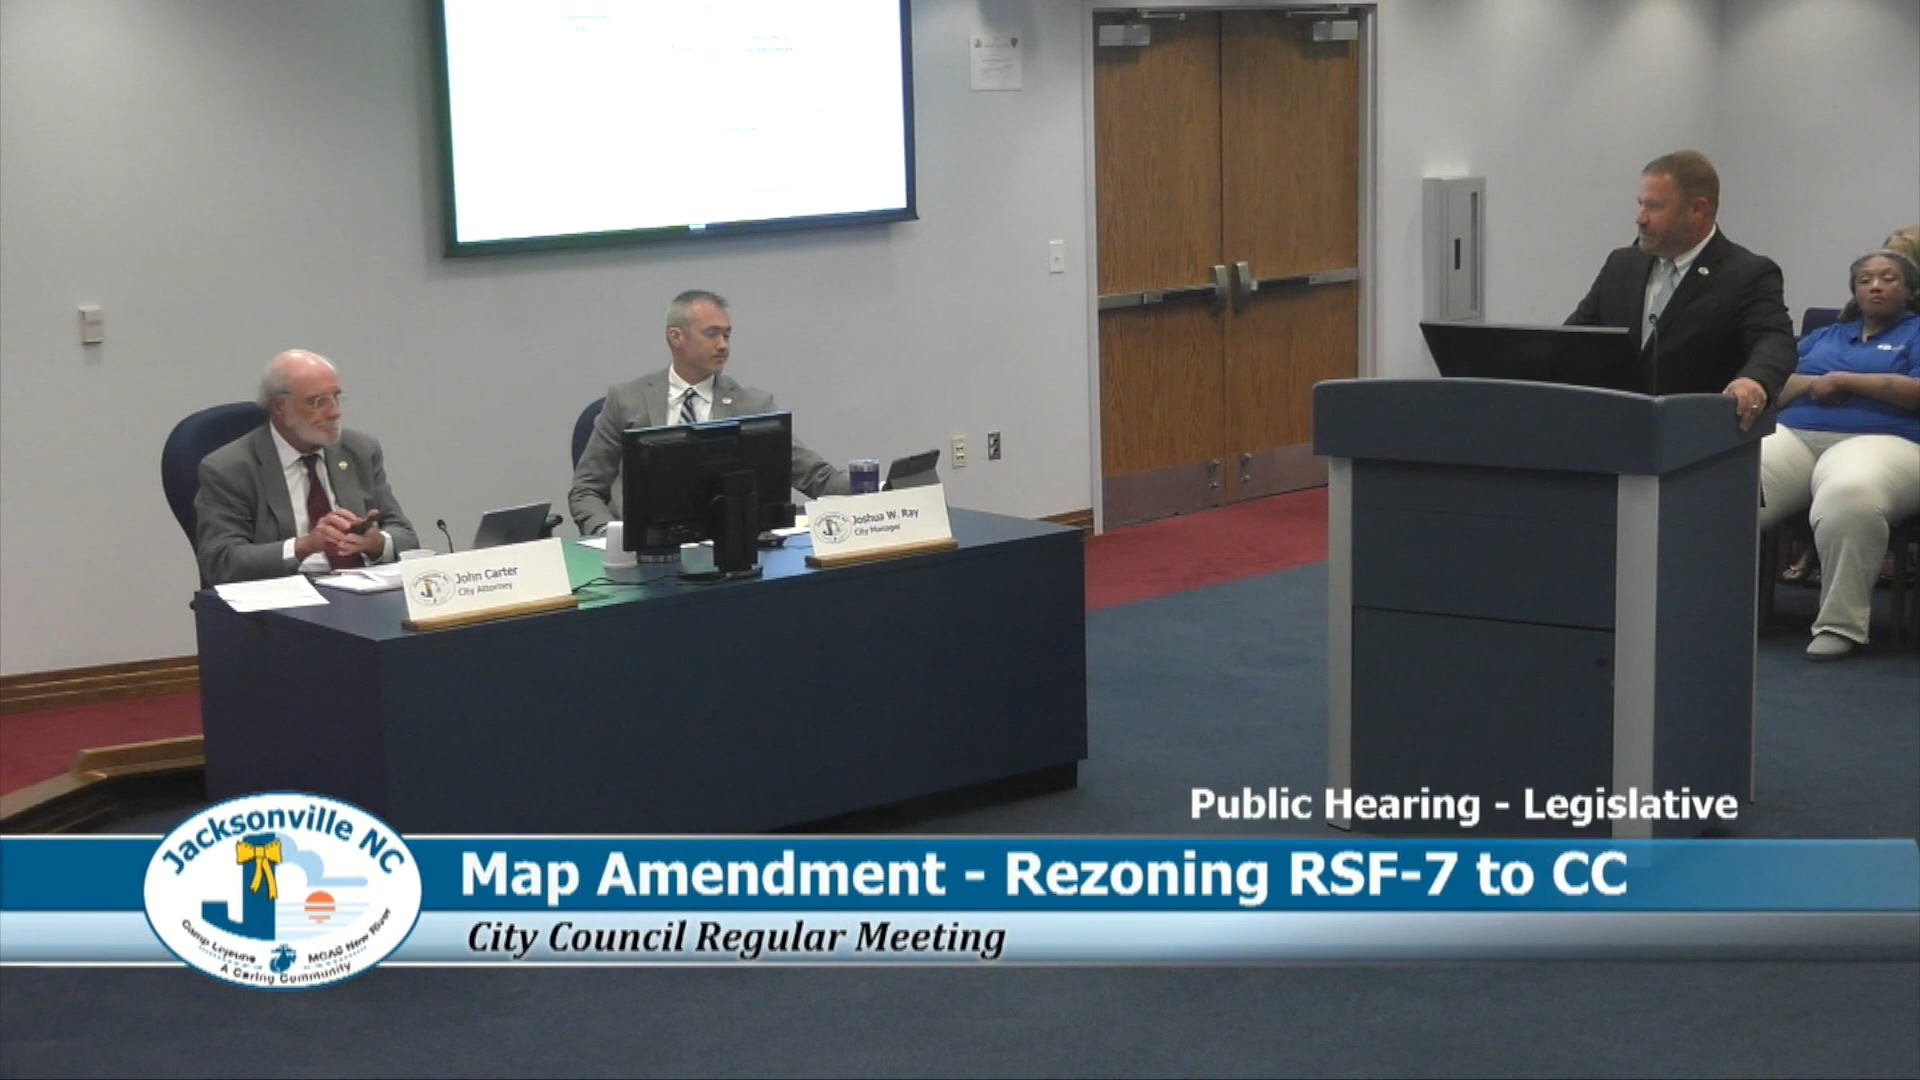 Joshua W. Ray
City Manager
John Carter
City Attorney
Public Hearing - Legislative
Map Amendment - Rezoning RSF-7 to CC
City Council Regular Meeting
Jacksonville NC
Camp Lejeune MCAS New River
A Caring Community